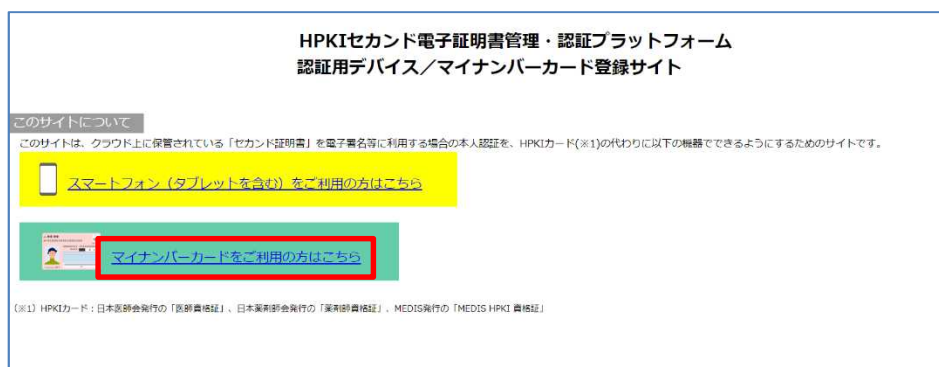 HPKIセカンド電子証明書管理・認証プラットフォーム
認証用デバイス／マイナンバーカード登録サイト
このサイトについて
このサイトは、クラウド上に保管されている「セカンド証明書」を電子署名等に利用する場合の本人認証を、HPKIカード(※1)の代わりに以下の機器でできるようにするためのサイトです。
スマートフォン（タブレットを含む）をご利用の方はこちら
マイナンバーカードをご利用の方はこちら
(※1) HPKIカード：日本医師会発行の「医師資格証」、日本薬剤師会発行の「薬剤師資格証」、MEDIS発行の「MEDIS HPKI 資格証」